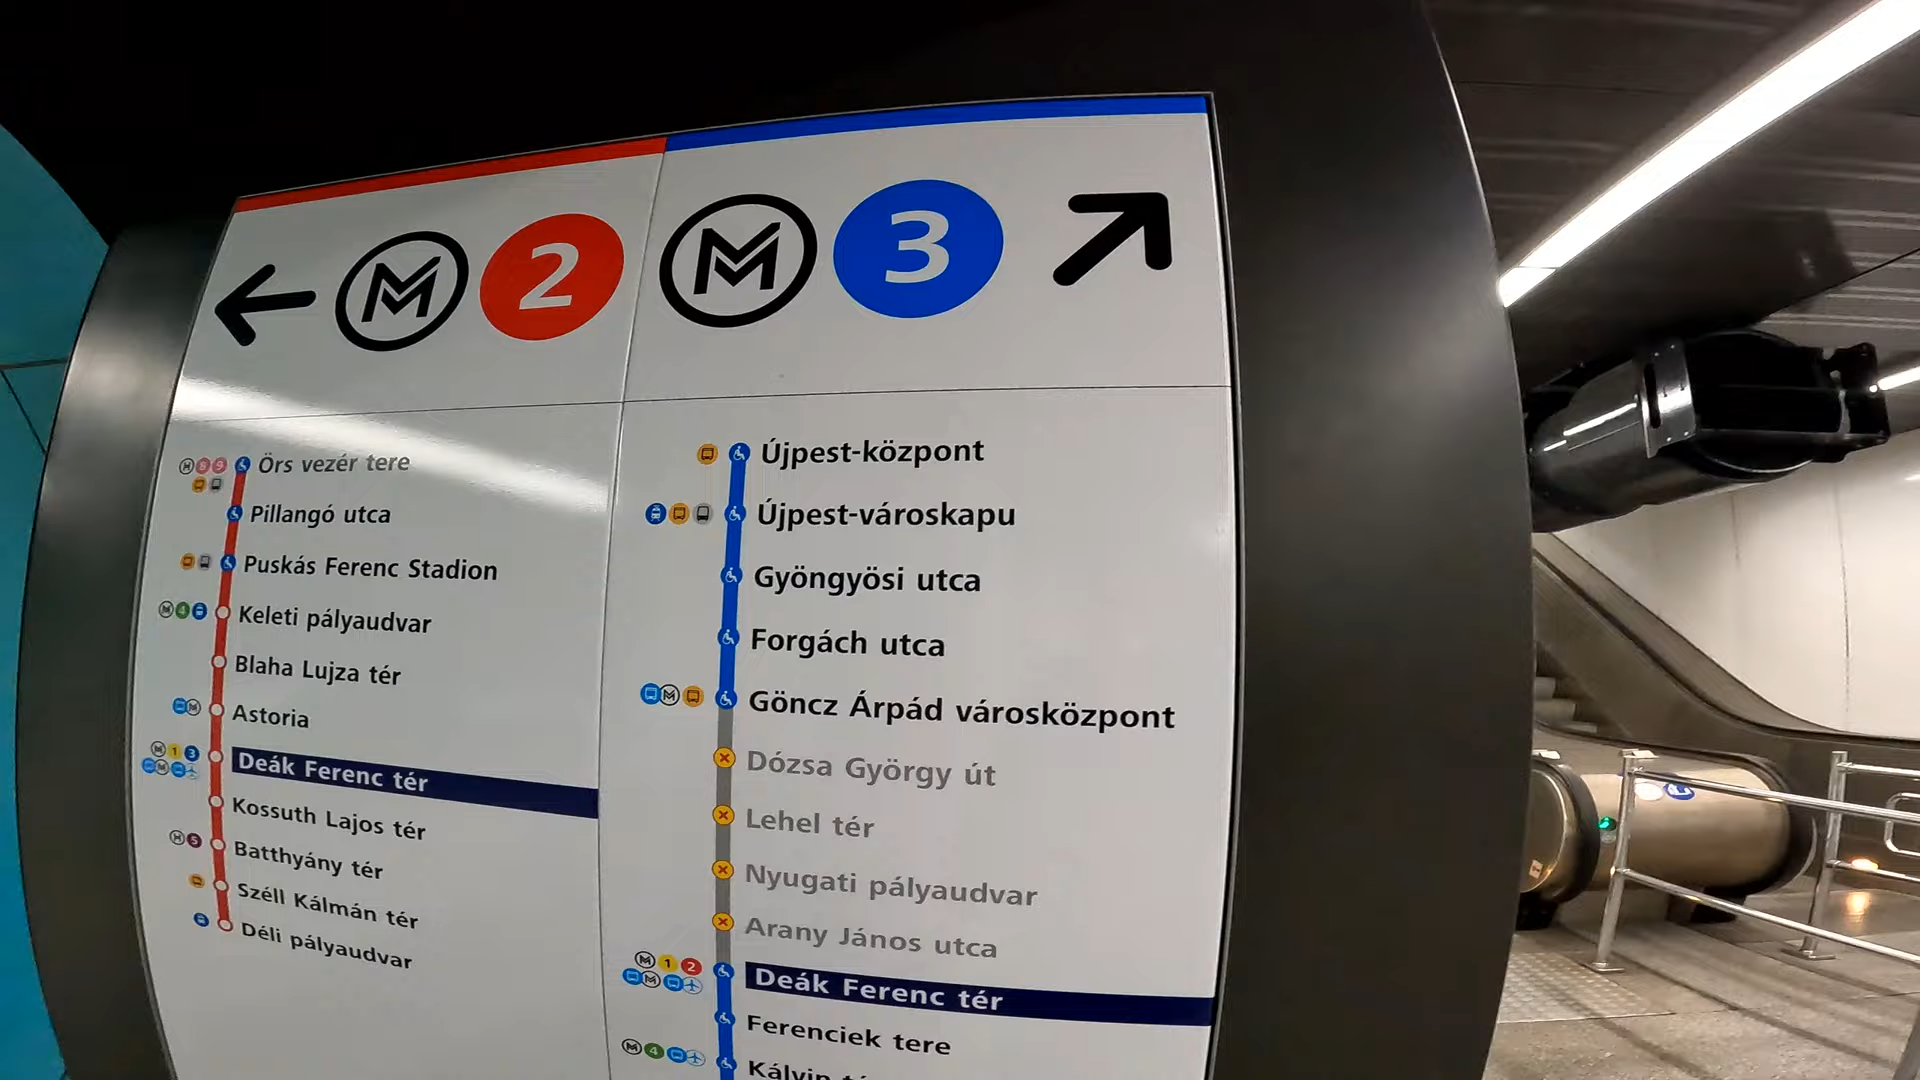 M 2
M 3
Örs vezér tere
Pillangó utca
Puskás Ferenc Stadion
Keleti pályaudvar
Blaha Lujza tér
Astoria
Deák Ferenc tér
Kossuth Lajos tér
Batthyány tér
Széll Kálmán tér
Déli pályaudvar
Újpest-központ
Újpest-városkapu
Gyöngyösi utca
Forgách utca
Göncz Árpád városközpont
Dózsa György út
Lehel tér
Nyugati pályaudvar
Arany János utca
Deák Ferenc tér
Ferenciek tere